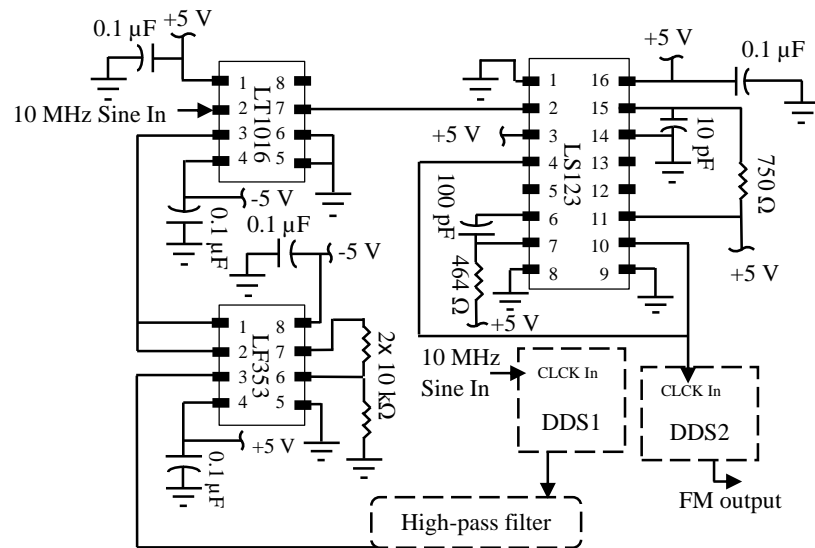 0.1 µF
+5 V
1 8
2 7
3 6
4 5
LT1016
10 MHz Sine In
-5 V
0.1 µF
0.1 µF
-5 V
1 8
2 7
3 6
4 5
LF353
2x 10 kΩ
+5 V
0.1 µF
+5 V
0.1 µF
1 16
2 15
3 14
4 13
5 12
6 11
7 10
8 9
LS123
+5 V
10 pF
750 Ω
100 pF
464 Ω
+5 V
+5 V
10 MHz
Sine In
CLCK In
DDS1
CLCK In
DDS2
FM output
High-pass filter